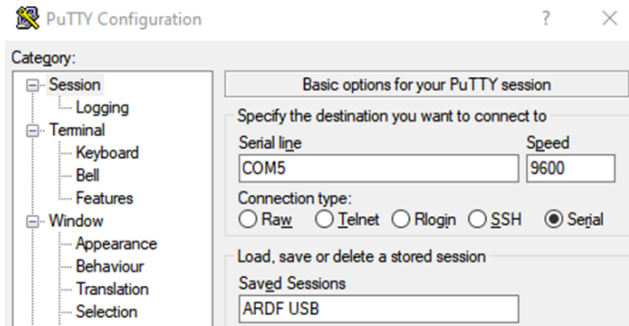 PuTTY Configuration ? ×
Category:
Session
Logging
Terminal
Keyboard
Bell
Features
Window
Appearance
Behaviour
Translation
Selection
Basic options for your PuTTY session
Specify the destination you want to connect to
Serial line Speed
COM5 9600
Connection type:
Raw Telnet Rlogin SSH Serial
Load, save or delete a stored session
Saved Sessions
ARDF USB